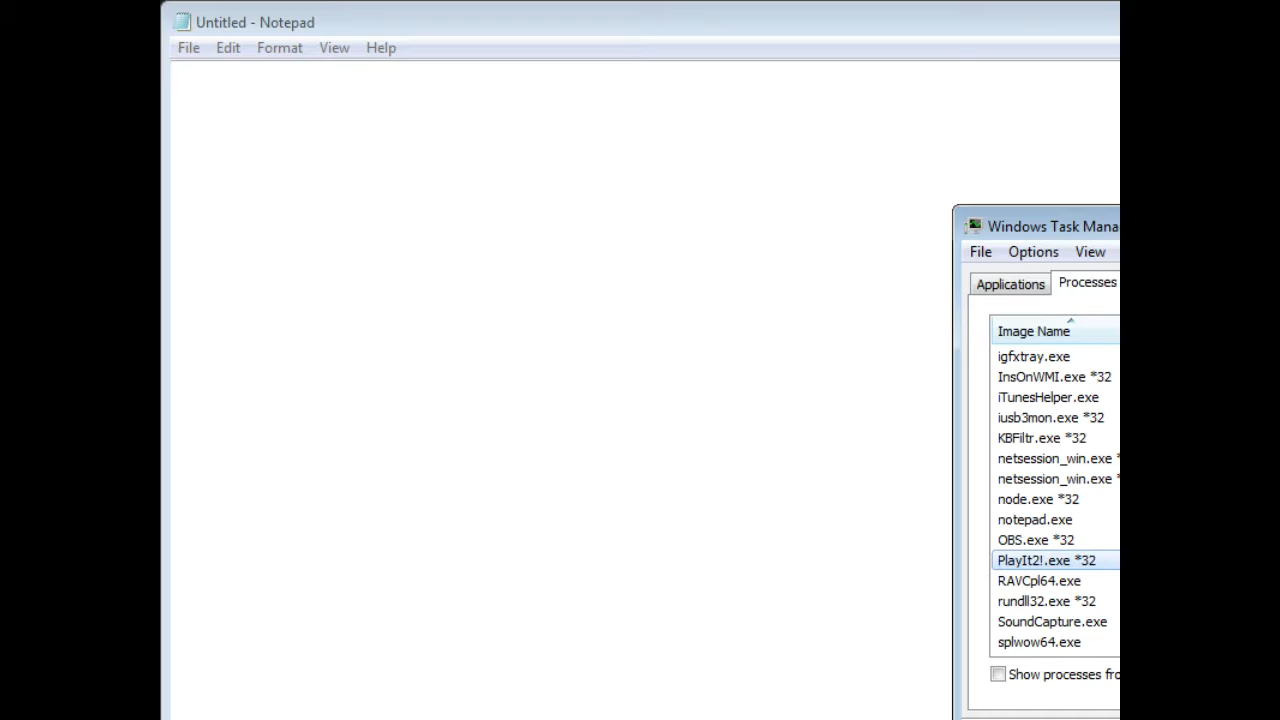 Untitled - Notepad
File Edit Format View Help
Windows Task Mana
File Options View
Applications Processes
Image Name
igfxtray.exe
InsOnWMI.exe *32
iTunesHelper.exe
iusb3mon.exe *32
KBFiltr.exe *32
netsession_win.exe *
netsession_win.exe *
node.exe *32
notepad.exe
OBS.exe *32
PlayIt2!.exe *32
RAVCpl64.exe
rundll32.exe *32
SoundCapture.exe
splwow64.exe
Show processes fro